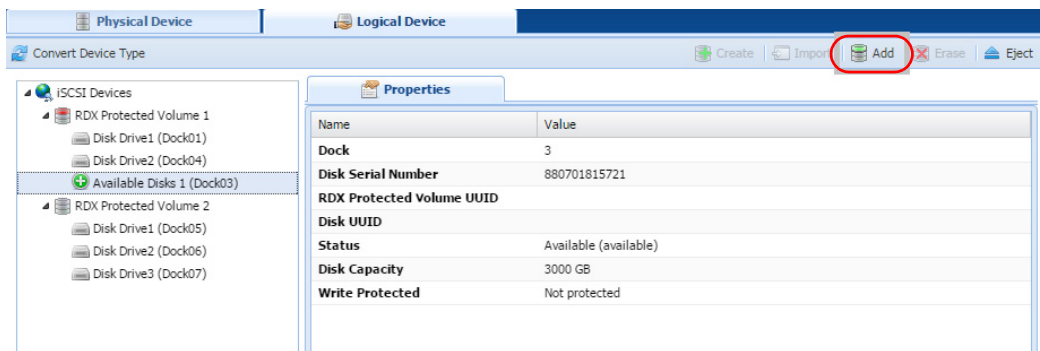 Physical Device
Logical Device
Convert Device Type
Create
Import
Add
Erase
Eject
iSCSI Devices
RDX Protected Volume 1
Disk Drive1 (Dock01)
Disk Drive2 (Dock04)
Available Disks 1 (Dock03)
RDX Protected Volume 2
Disk Drive1 (Dock05)
Disk Drive2 (Dock06)
Disk Drive3 (Dock07)
Properties
Name Value
Dock 3
Disk Serial Number 880701815721
RDX Protected Volume UUID
Disk UUID
Status Available (available)
Disk Capacity 3000 GB
Write Protected Not protected